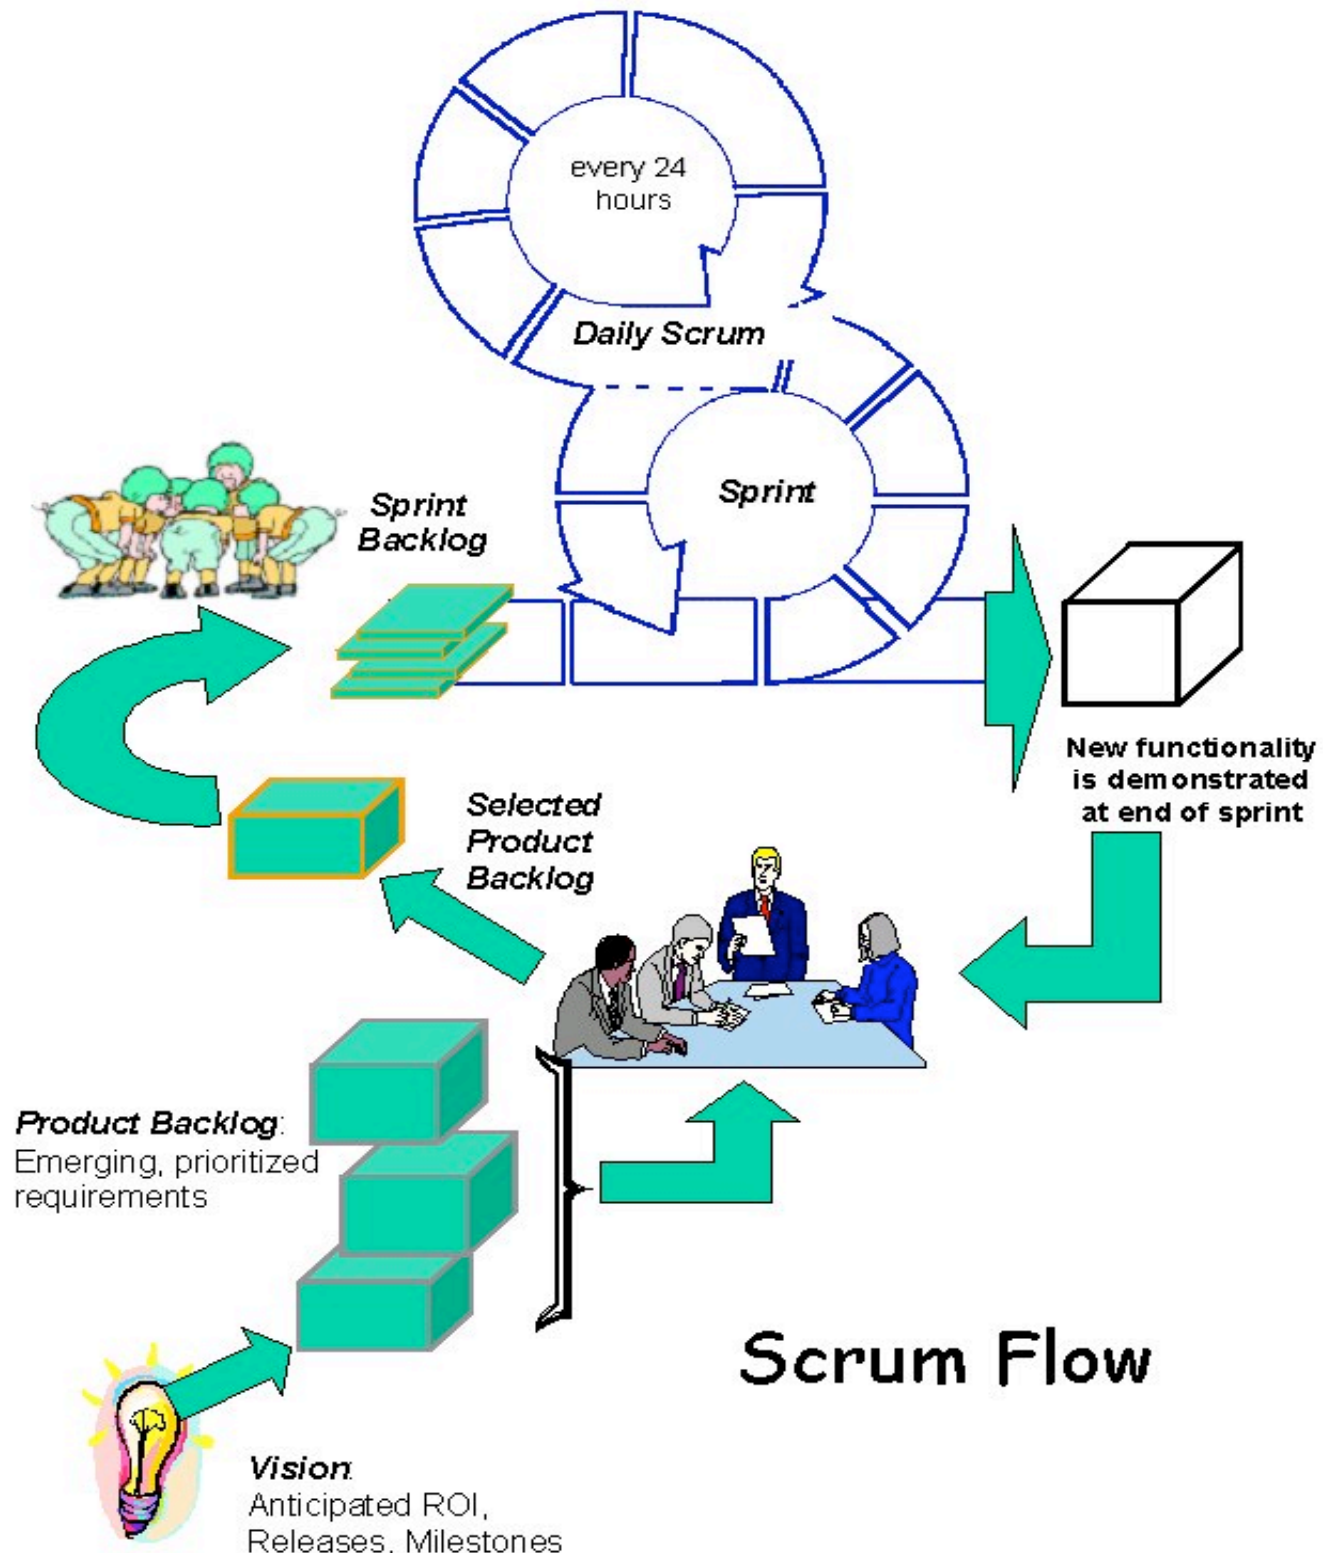 every 24
hours
Daily Scrum
Sprint
Sprint
Backlog
New functionality
is demonstrated
at end of sprint
Selected
Product
Backlog
Product Backlog:
Emerging, prioritized
requirements
Scrum Flow
Vision:
Anticipated ROI,
Releases, Milestones